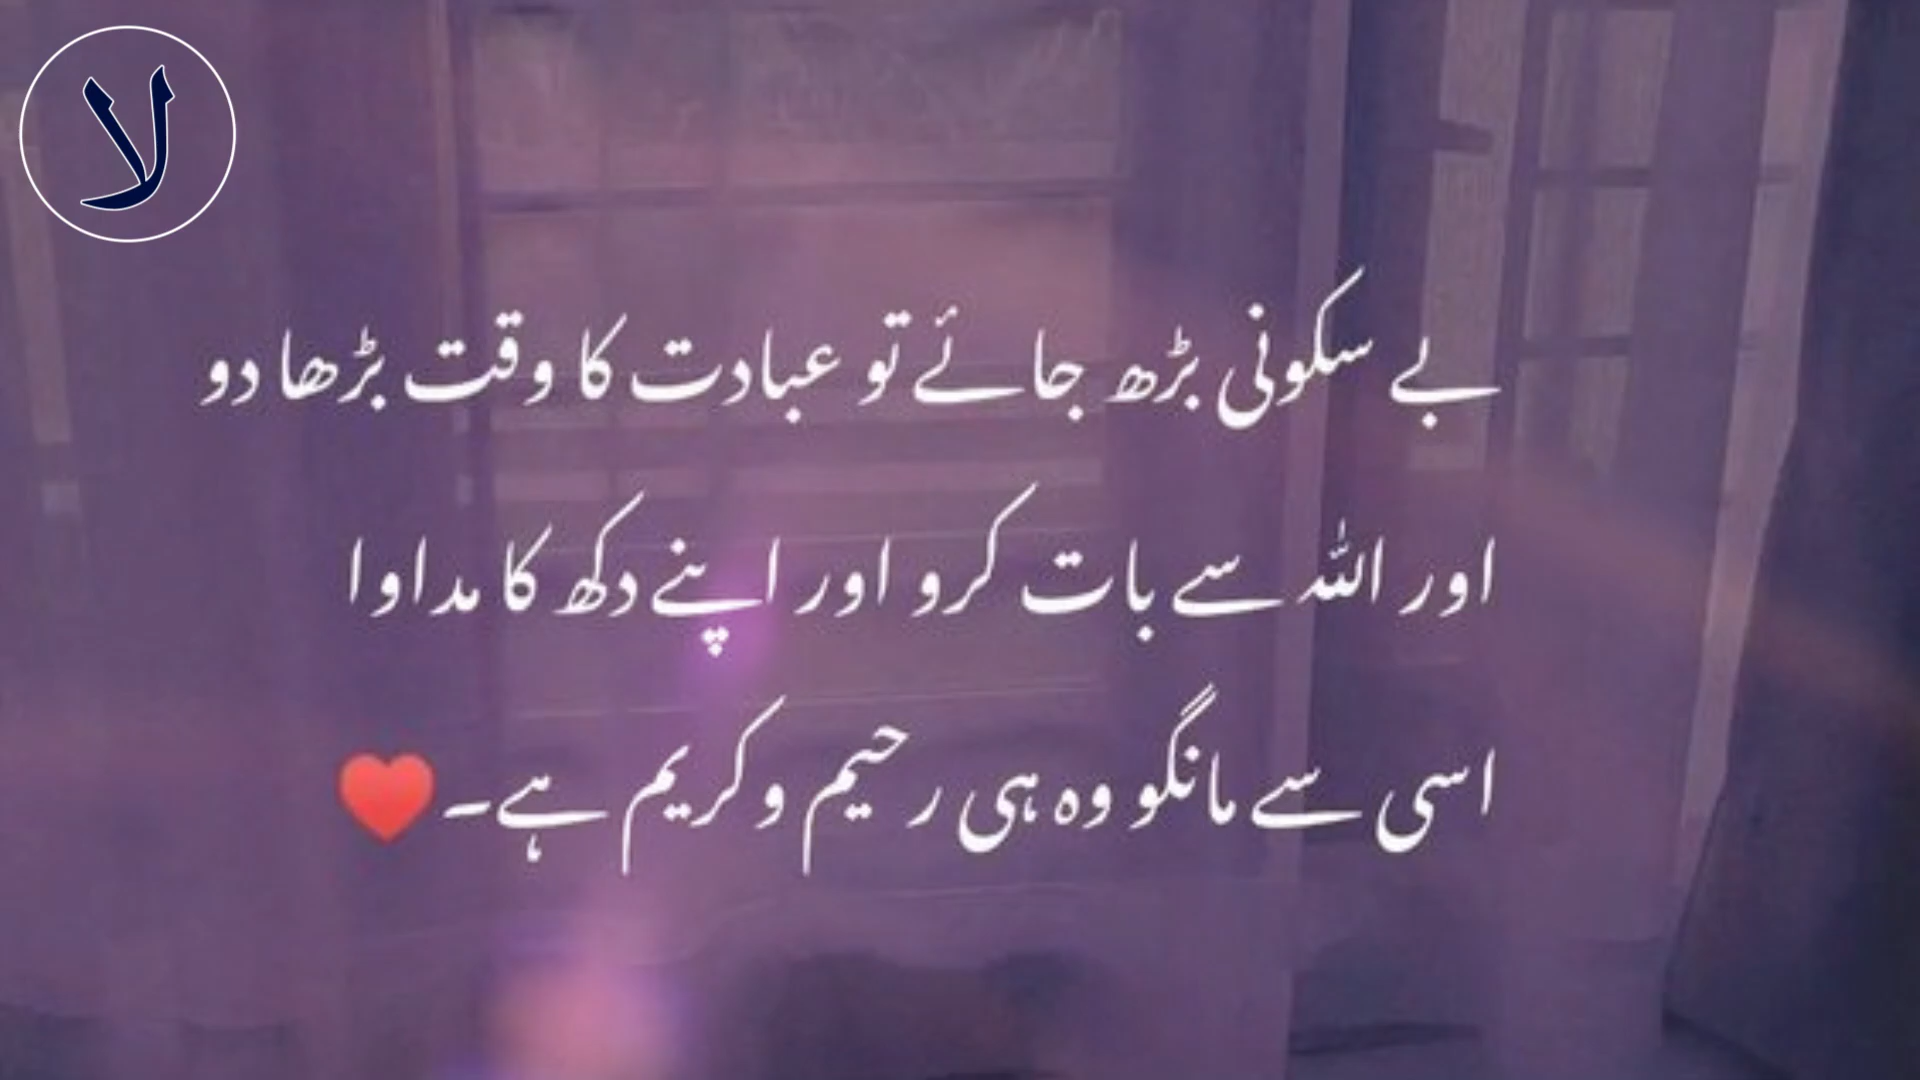 لا
بے سکونی بڑھ جائے تو عبادت کا وقت بڑھا دو
اور اللہ سے بات کرو اور اپنے دکھ کا مداوا
اسی سے مانگو وہ ہی رحیم و کریم ہے۔ ♥️